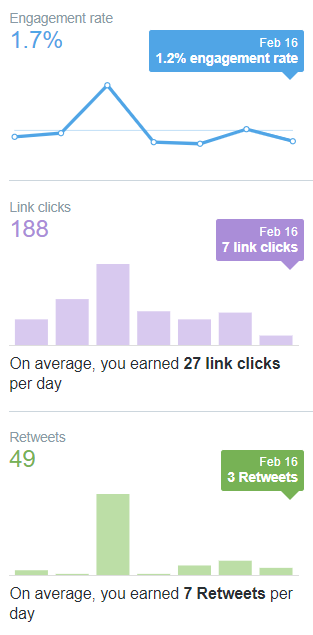 Engagement rate
1.7%
Feb 16
1.2% engagement rate
Link clicks
188
Feb 16
7 link clicks
On average, you earned 27 link clicks
per day
Retweets
49
Feb 16
3 Retweets
On average, you earned 7 Retweets per
day